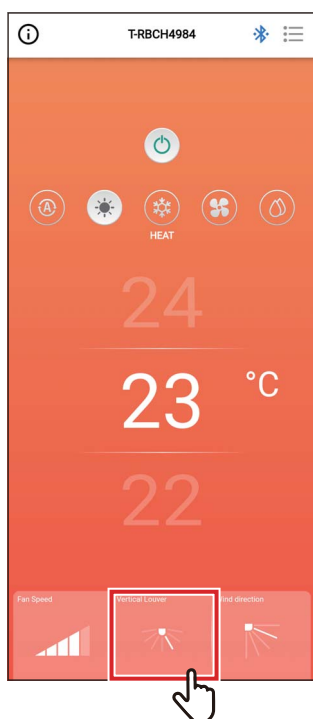 T-RBCH4984
A
HEAT
24
23 °C
22
Fan Speed
Vertical Louver
ind direction